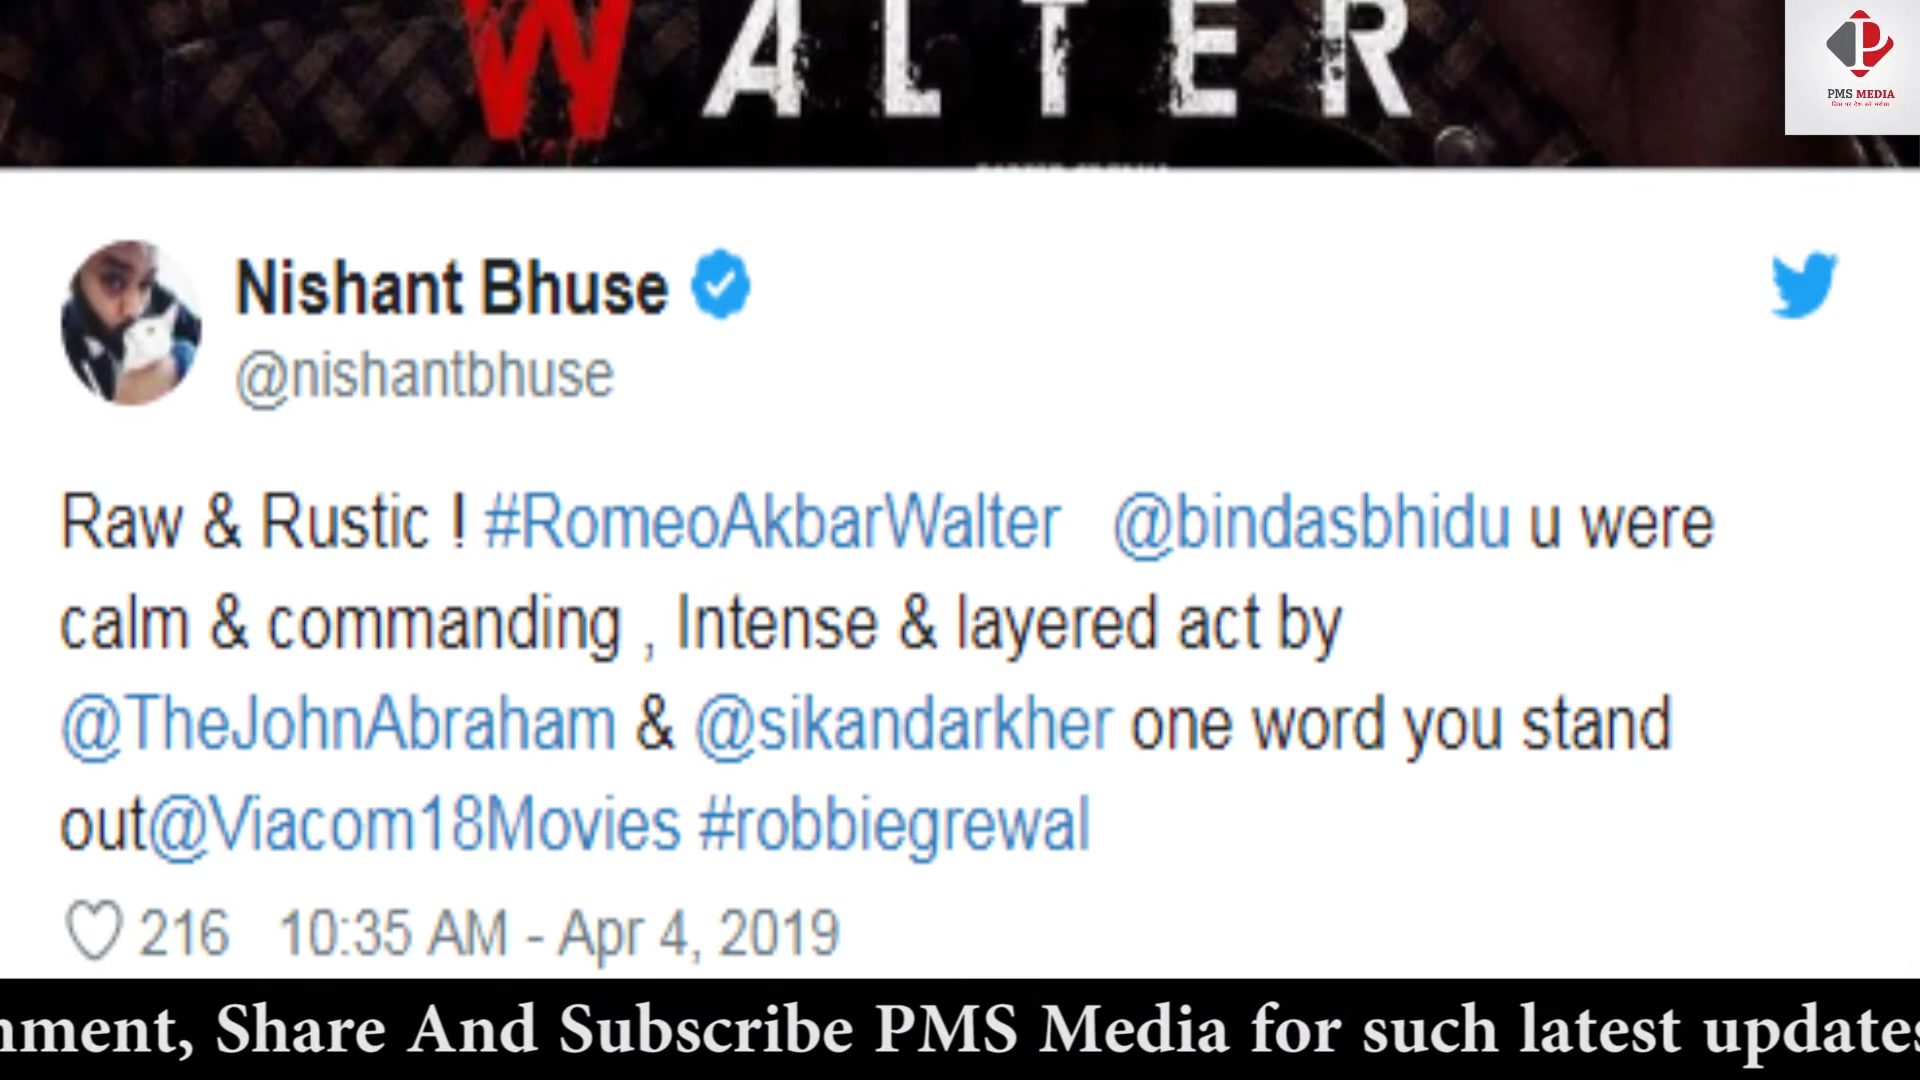 WALTER
PMS MEDIA
Nishant Bhuse
@nishantbhuse
Raw & Rustic ! #RomeoAkbarWalter @bindasbhidu u were
calm & commanding , Intense & layered act by
@TheJohnAbraham & @sikandarkher one word you stand
out@Viacom18Movies #robbiegrewal
216 10:35 AM - Apr 4, 2019
nment, Share And Subscribe PMS Media for such latest updates